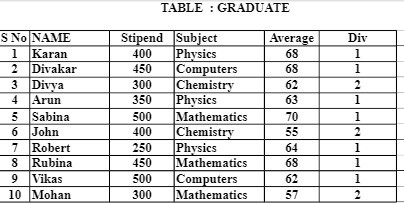 TABLE : GRADUATE
S No NAME Stipend Subject Average Div
1 Karan 400 Physics 68 1
2 Divakar 450 Computers 68 1
3 Divya 300 Chemistry 62 2
4 Arun 350 Physics 63 1
5 Sabina 500 Mathematics 70 1
6 John 400 Chemistry 55 2
7 Robert 250 Physics 64 1
8 Rubina 450 Mathematics 68 1
9 Vikas 500 Computers 62 1
10 Mohan 300 Mathematics 57 2